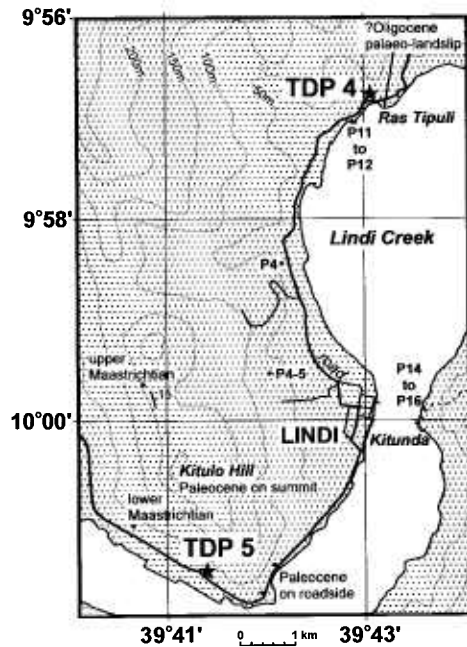 9°56'
?Oligocene
palaeo-landslip
200m.
150m.
100m.
50m.
TDP 4
Ras Tipuli
P11
to
P12
9°58'
Lindi Creek
P4
road
upper
Maastrichtian
15
P4-5
P14
to
P16
10°00'
LINDI
Kitunda
Kitulo Hill
Paleocene on summit
lower
Maastrichtian
TDP 5
Paleocene
on roadside
39°41'
0 1 km
39°43'